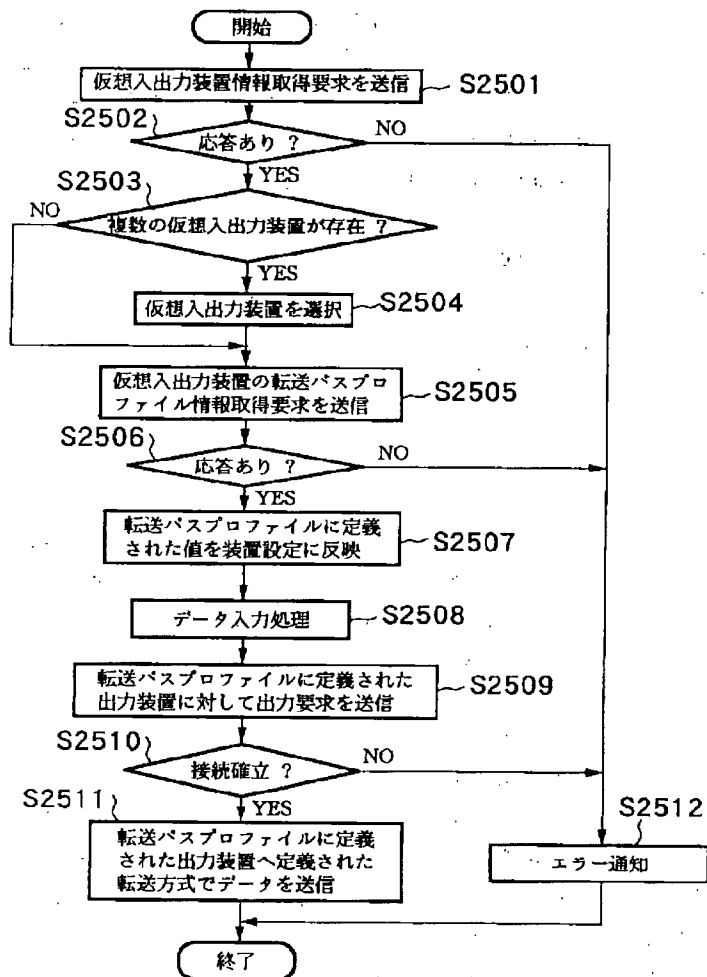 開始
仮想入出力装置情報取得要求を送信
S2501
S2502
応答あり ?
NO
YES
S2503
NO
複数の仮想入出力装置が存在 ?
YES
仮想入出力装置を選択
S2504
仮想入出力装置の転送パスプロ
ファイル情報取得要求を送信
S2505
S2506
応答あり ?
NO
YES
転送パスプロファイルに定義
された値を装置設定に反映
S2507
データ入力処理
S2508
転送パスプロファイルに定義された
出力装置に対して出力要求を送信
S2509
S2510
接続確立 ?
NO
YES
S2511
転送パスプロファイルに定義
された出力装置へ定義された
転送方式でデータを送信
S2512
エラー通知
終了